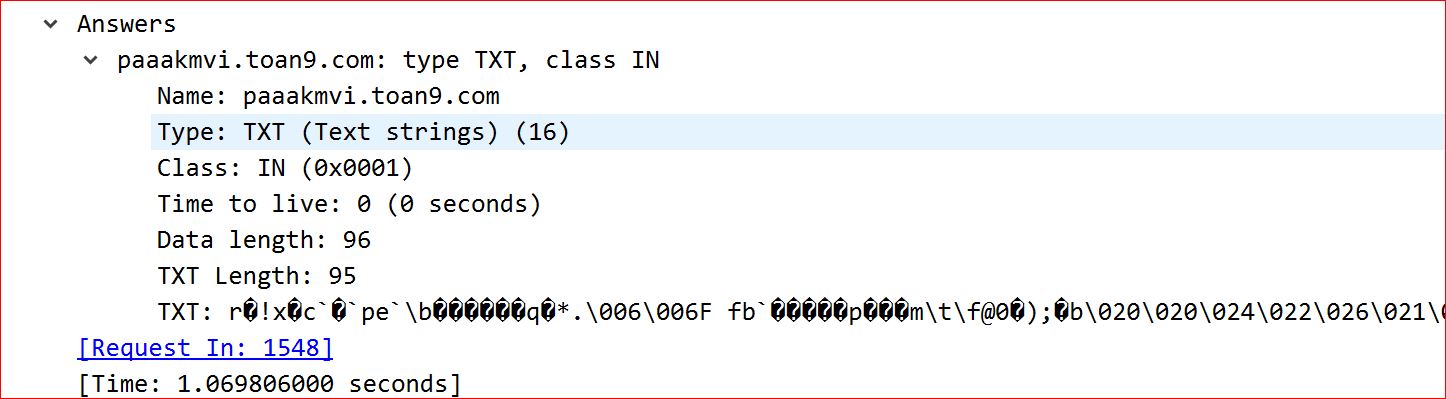 Answers
paaakmvi.toan9.com: type TXT, class IN
Name: paaakmvi.toan9.com
Type: TXT (Text strings) (16)
Class: IN (0x0001)
Time to live: 0 (0 seconds)
Data length: 96
TXT Length: 95
TXT: r�!x�c`�`pe`\b������q�*.\006\006F fb`�����p���m\t\f@0�);�b\020\020\024\022\026\021\
[Request In: 1548]
[Time: 1.069806000 seconds]